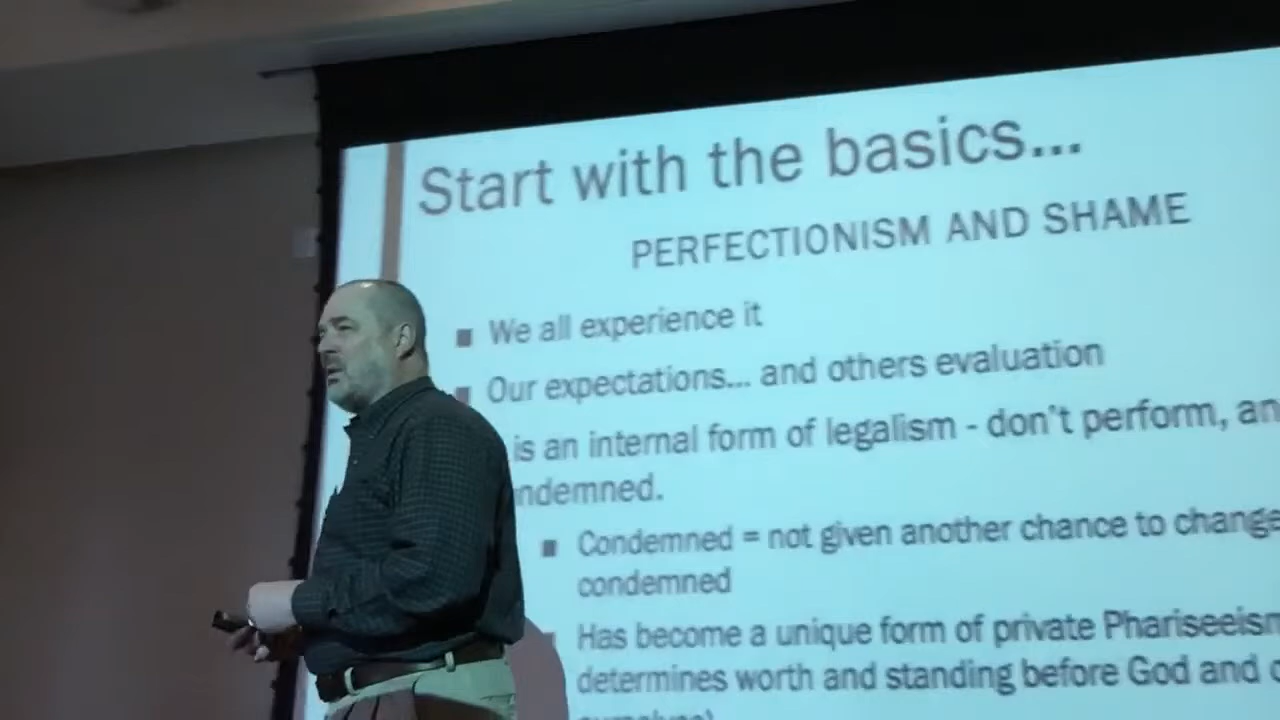 Start with the basics...
PERFECTIONISM AND SHAME
We all experience it
Our expectations... and others evaluation
is an internal form of legalism - don't perform, an
ndemned.
Condemned = not given another chance to change
condemned
Has become a unique form of private Phariseeism
determines worth and standing before God and